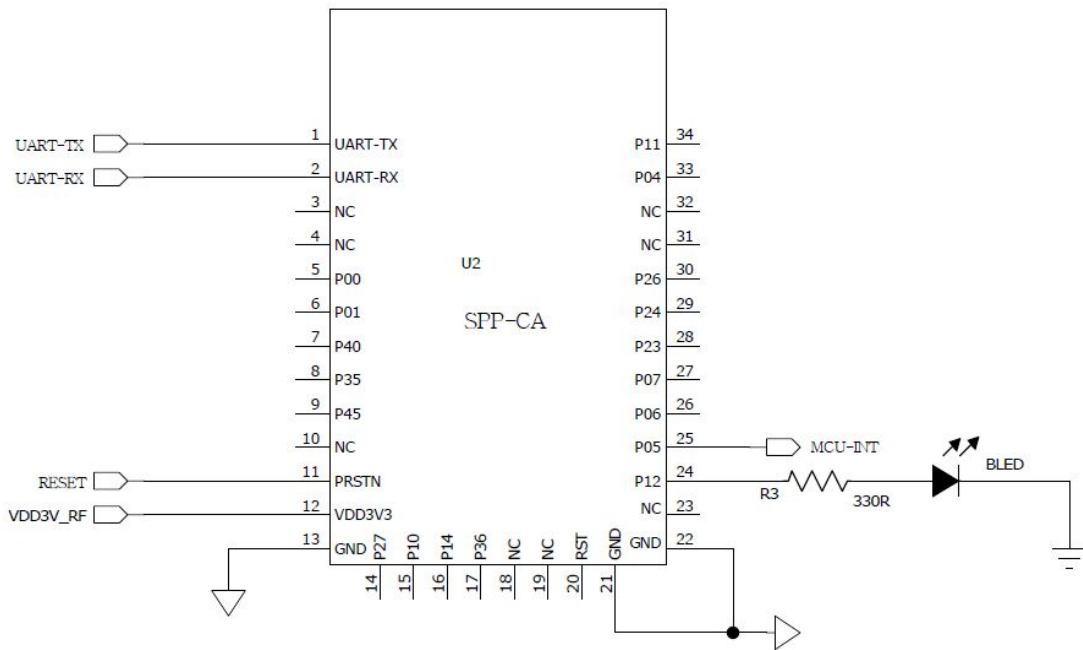 UART-TX 1 UART-TX P11 34
UART-RX 2 UART-RX P04 33
3 NC NC 32
4 NC NC 31
U2
5 P00 P26 30
6 P01 P24 29
SPP-CA
7 P40 P23 28
8 P35 P07 27
9 P45 P06 26
10 NC P05 25 MCU-INT
BLED
RESET 11 PRSTN P12 24
R3 330R
VDD3V_RF 12 VDD3V3 NC 23
13 GND GND 22
P27 P10 P14 P36 NC NC RST GND
14 15 16 17 18 19 20 21